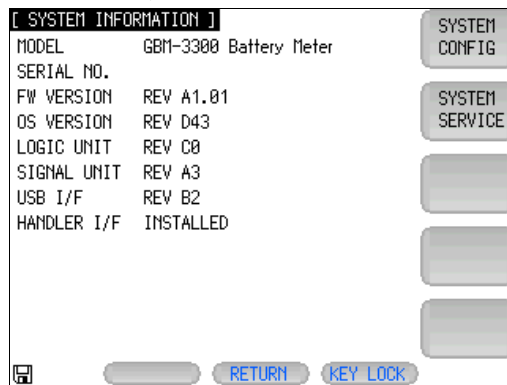 [ SYSTEM INFORMATION ]
MODEL GBM-3300 Battery Meter
SERIAL NO.
FW VERSION REV A1.01
OS VERSION REV D43
LOGIC UNIT REV C0
SIGNAL UNIT REV A3
USB I/F REV B2
HANDLER I/F INSTALLED
SYSTEM
CONFIG
SYSTEM
SERVICE
RETURN KEY LOCK